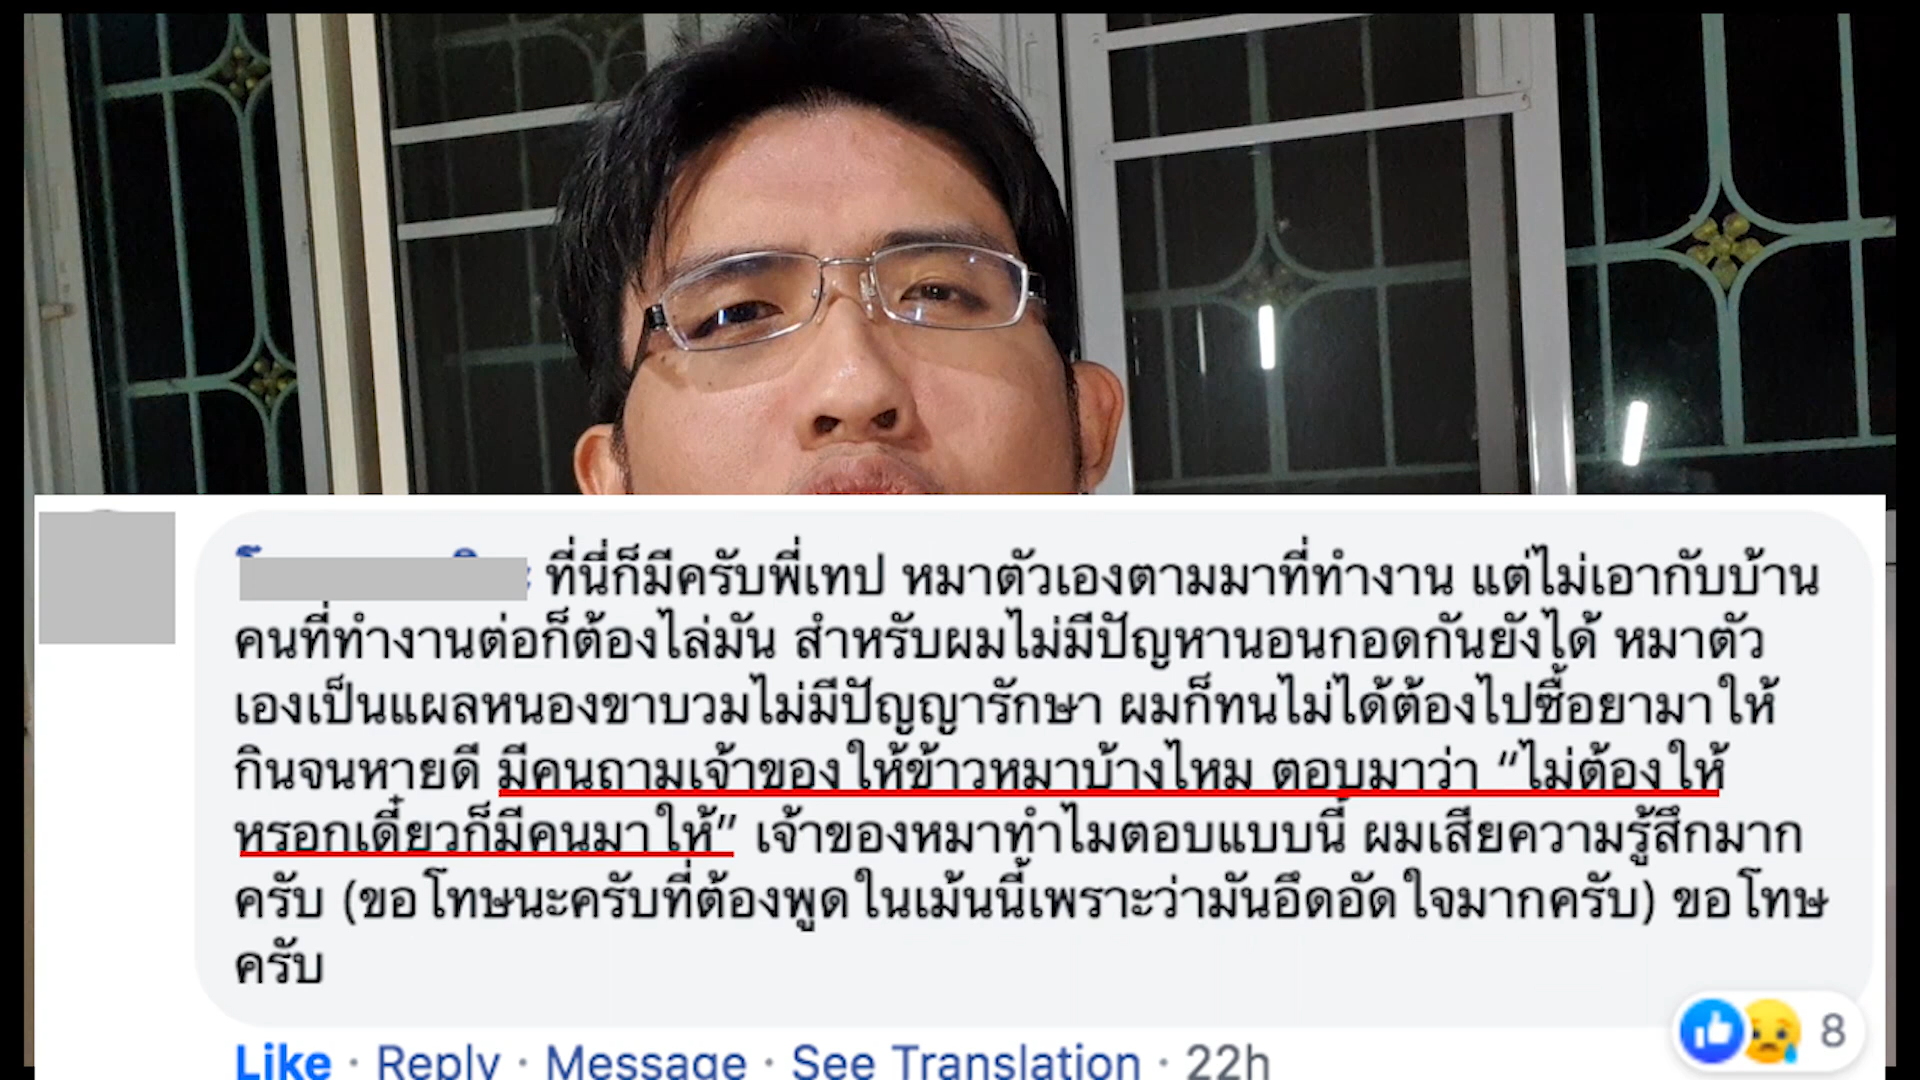 ที่นี่ก็มีครับพี่เทป หมาตัวเองตามมาที่ทำงาน แต่ไม่เอากับบ้าน
คนที่ทำงานต่อก็ต้องไล่มัน สำหรับผมไม่มีปัญหานอนกอดกันยังได้ หมาตัว
เองเป็นแผลหนองขาบวมไม่มีปัญญารักษา ผมก็ทนไม่ได้ต้องไปซื้อยามาให้
กินจนหายดี มีคนถามเจ้าของให้ข้าวหมาบ้างไหม ตอบมาว่า “ไม่ต้องให้
หรอกเดี๋ยวก็มีคนมาให้” เจ้าของหมาทำไมตอบแบบนี้ ผมเสียความรู้สึกมาก
ครับ (ขอโทษนะครับที่ต้องพูดในเม้นนี้เพราะว่ามันอึดอัดใจมากครับ) ขอโทษ
ครับ
8
Like · Reply · Message · See Translation · 22h